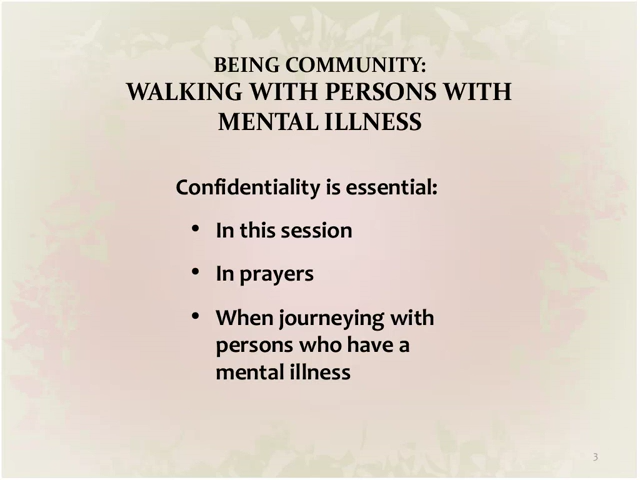 BEING COMMUNITY:
WALKING WITH PERSONS WITH
MENTAL ILLNESS
Confidentiality is essential:
• In this session
• In prayers
• When journeying with
persons who have a
mental illness
3